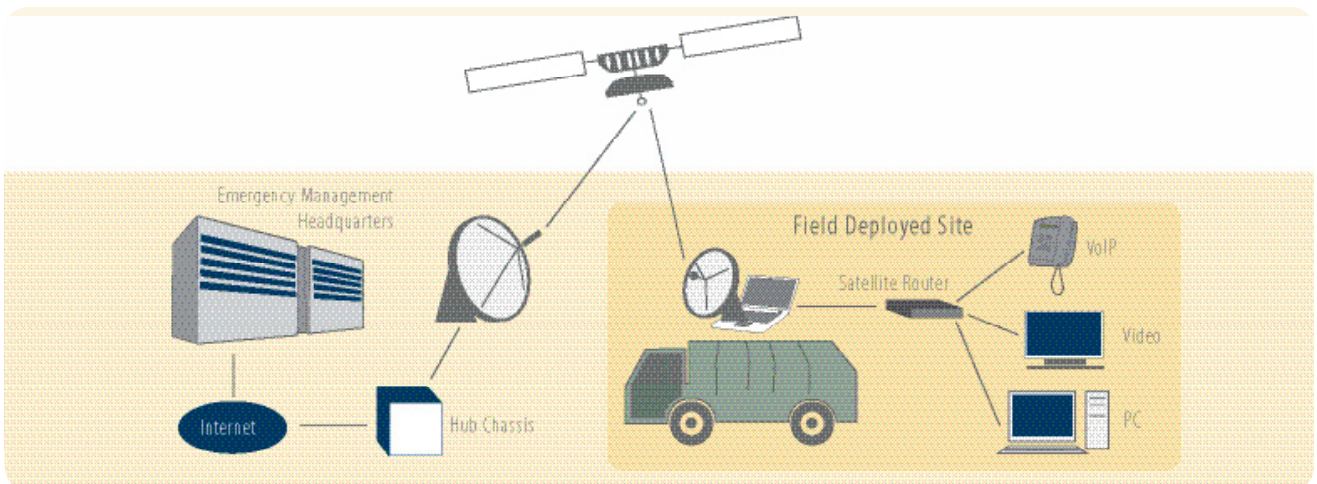 Emergency Management
Headquarters
Field Deployed Site
VoIP
Satellite Router
Video
Internet
Hub Chassis
PC